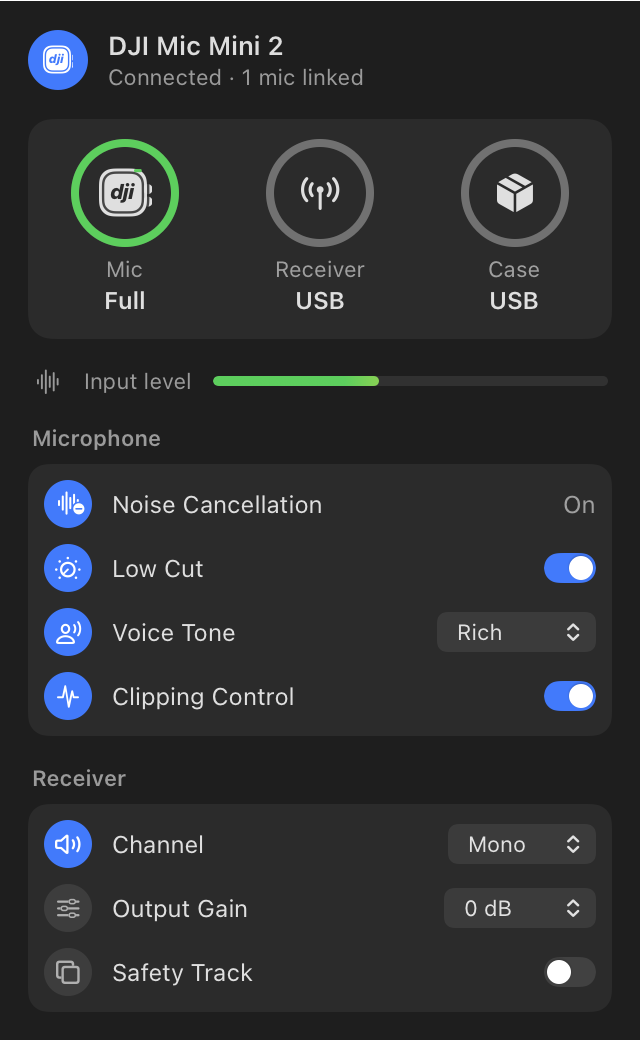 dji
DJI Mic Mini 2
Connected · 1 mic linked
dji
Mic
Full
Receiver
USB
Case
USB
Input level
Microphone
Noise Cancellation On
Low Cut
Voice Tone Rich
Clipping Control
Receiver
Channel Mono
Output Gain 0 dB
Safety Track